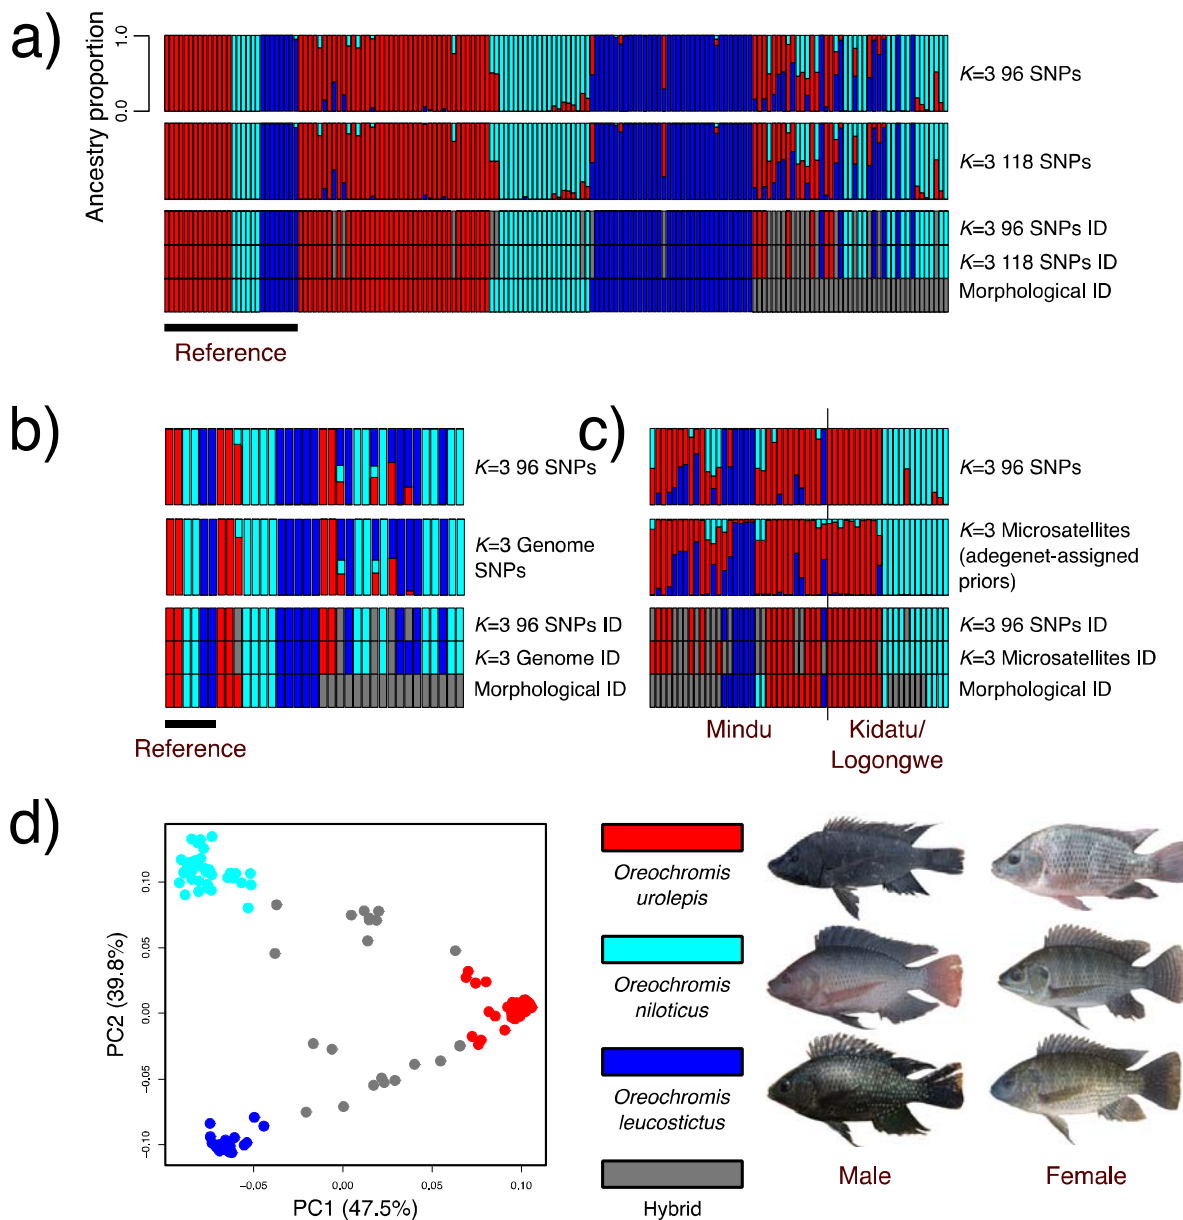 a)
Ancestry proportion
1.0
0.0
K=3 96 SNPs
K=3 118 SNPs
K=3 96 SNPs ID
K=3 118 SNPs ID
Morphological ID
Reference
b)
K=3 96 SNPs
K=3 Genome
SNPs
K=3 96 SNPs ID
K=3 Genome ID
Morphological ID
Reference
c)
K=3 96 SNPs
K=3 Microsatellites
(adegenet-assigned
priors)
K=3 96 SNPs ID
K=3 Microsatellites ID
Morphological ID
Mindu
Kidatu/
Logongwe
d)
PC2 (39.8%)
0.10
0.05
0.00
−0.05
−0.10
−0.05
0.00
0.05
0.10
PC1 (47.5%)
Oreochromis
urolepis
Oreochromis
niloticus
Oreochromis
leucostictus
Hybrid
Male
Female